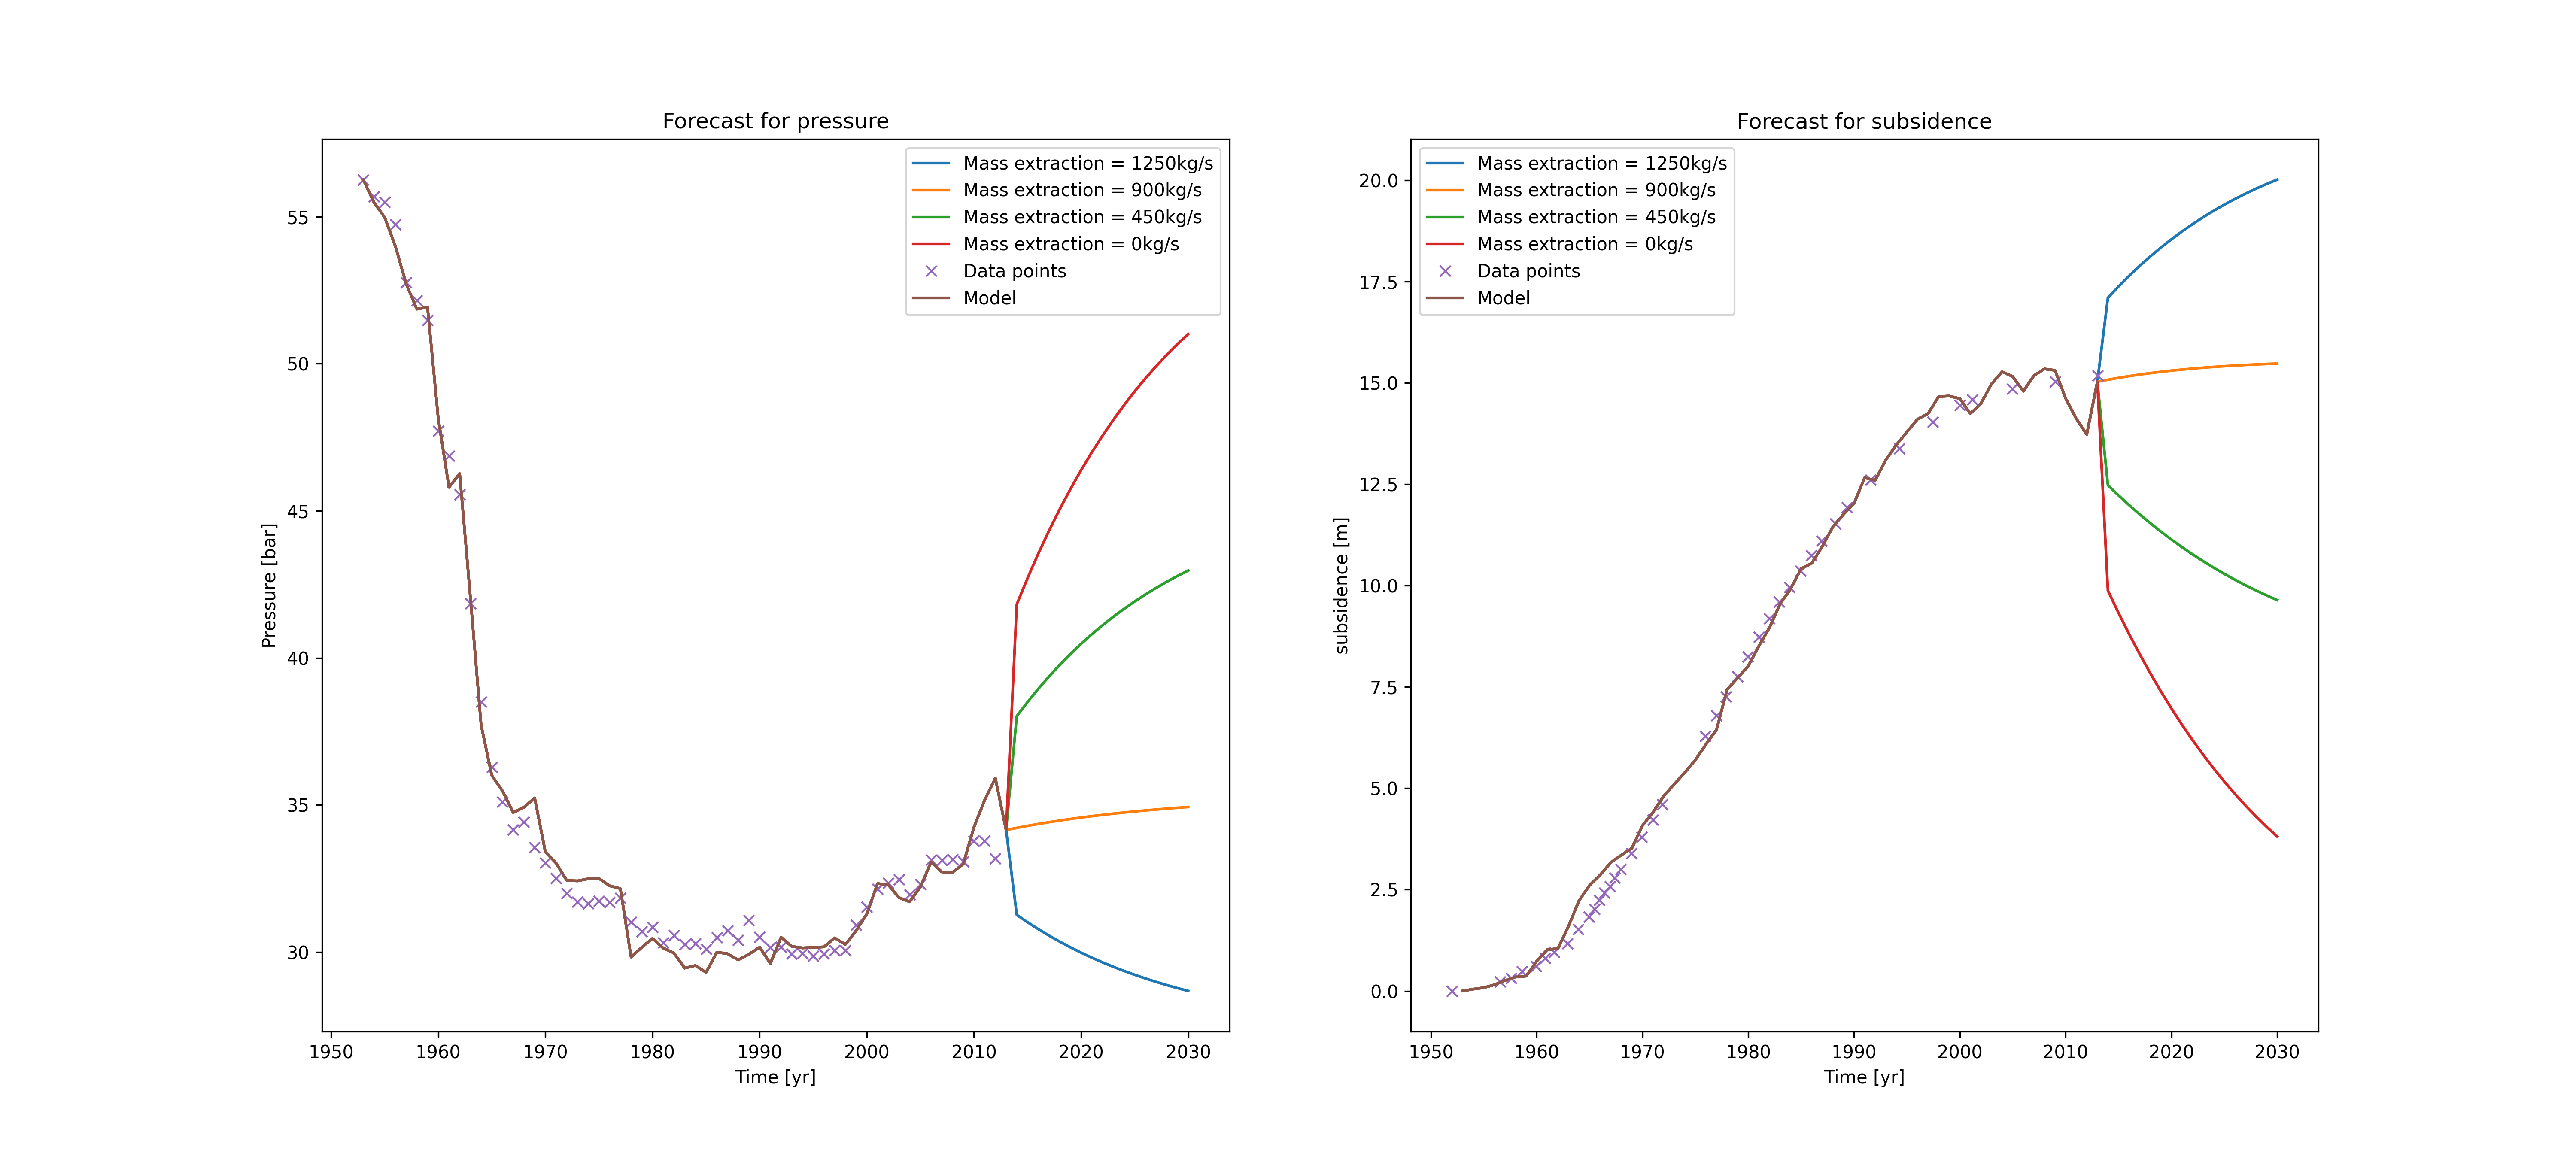 Forecast for pressure
Mass extraction = 1250kg/s
Mass extraction = 900kg/s
Mass extraction = 450kg/s
Mass extraction = 0kg/s
Data points
Model
Pressure [bar]
55
50
45
40
35
30
1950 1960 1970 1980 1990 2000 2010 2020 2030
Time [yr]
Forecast for subsidence
Mass extraction = 1250kg/s
Mass extraction = 900kg/s
Mass extraction = 450kg/s
Mass extraction = 0kg/s
Data points
Model
subsidence [m]
20.0
17.5
15.0
12.5
10.0
7.5
5.0
2.5
0.0
1950 1960 1970 1980 1990 2000 2010 2020 2030
Time [yr]